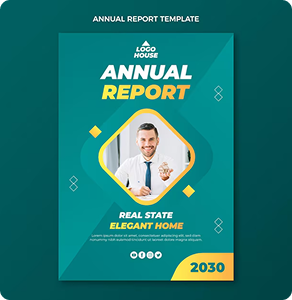 ANNUAL REPORT TEMPLATE
LOGO
HOUSE
ANNUAL
REPORT
REAL STATE
ELEGANT HOME
2030